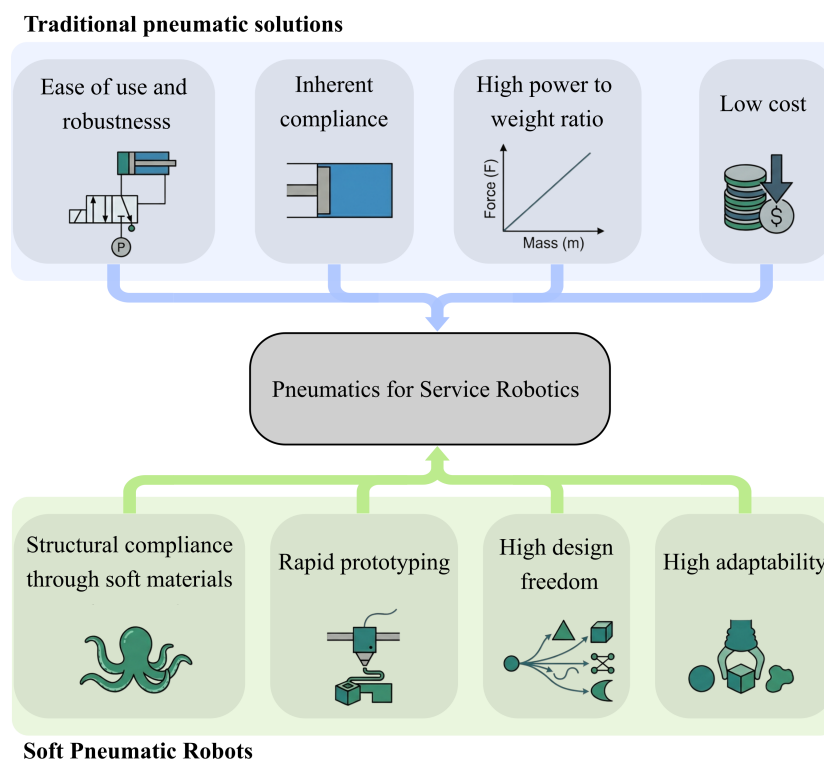 Traditional pneumatic solutions
Ease of use and
robustnesss
Inherent
compliance
High power to
weight ratio
Low cost
P
Force (F)
Mass (m)
$
Pneumatics for Service Robotics
Structural compliance
through soft materials
Rapid prototyping
High design
freedom
High adaptability
Soft Pneumatic Robots